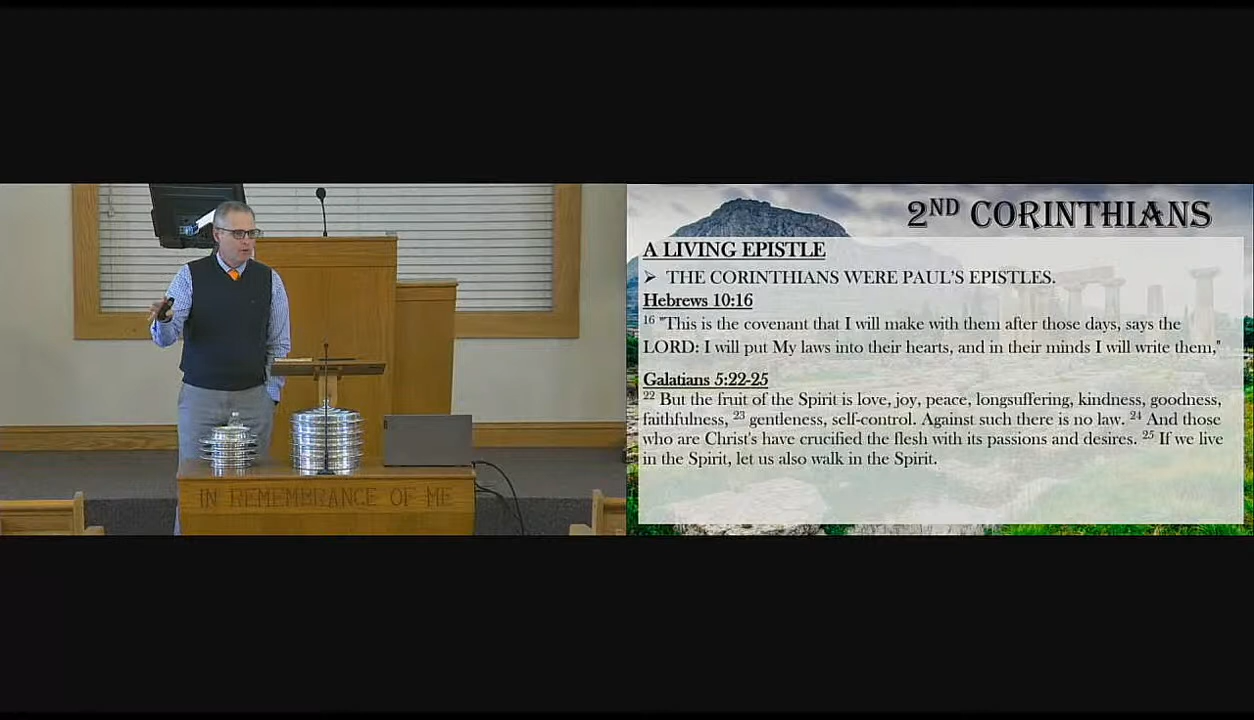 IN REMEMBRANCE OF ME
2ND CORINTHIANS
A LIVING EPISTLE
➢ THE CORINTHIANS WERE PAUL'S EPISTLES.
Hebrews 10:16
16 "This is the covenant that I will make with them after those days, says the
LORD: I will put My laws into their hearts, and in their minds I will write them,"
Galatians 5:22-25
22 But the fruit of the Spirit is love, joy, peace, longsuffering, kindness, goodness,
faithfulness, 23 gentleness, self-control. Against such there is no law. 24 And those
who are Christ's have crucified the flesh with its passions and desires. 25 If we live
in the Spirit, let us also walk in the Spirit.